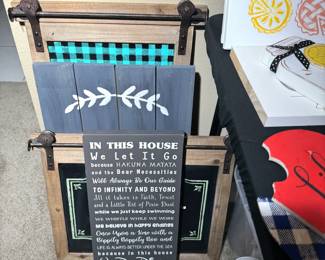 IN THIS HOUSE
We Let It Go
because HAKUNA MATATA
and the Bear Necessities
Will Always Be Our Guide
TO INFINITY AND BEYOND
All it takes is Faith, Trust
and a Little Bit of Pixie Dust
while we just keep swimming
WE WHISTLE WHILE WE WORK
WE BELIEVE IN HAPPY ENDINGS
Once Upon a time with a
Happily Happily Now and
LIFE IS ALWAYS BETTER UNDER THE SEA
because in this house